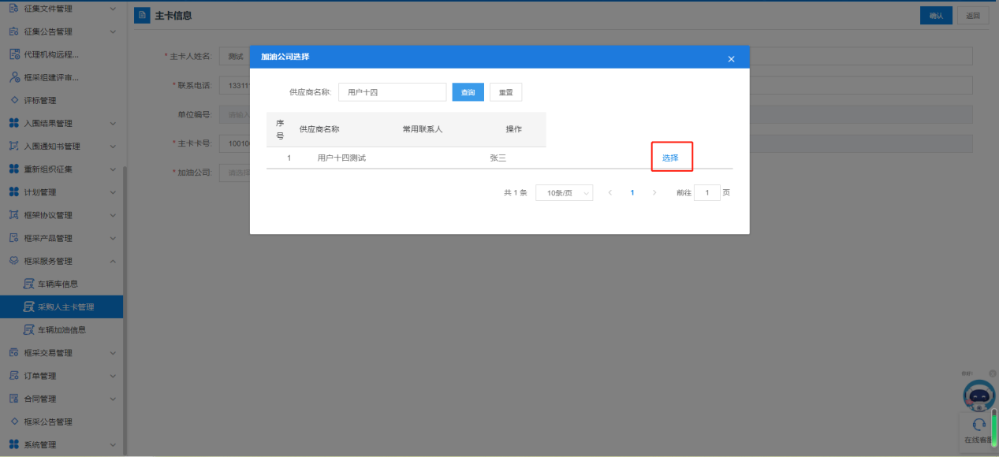 征集文件管理
征集公告管理
代理机构远程...
框采组建评审...
评标管理
入围结果管理
入围通知书管理
重新组织征集
计划管理
框架协议管理
框采产品管理
框采服务管理
车辆库信息
采购人主卡管理
车辆加油信息
框采交易管理
订单管理
合同管理
框采公告管理
系统管理
主卡信息
确认 返回
* 主卡人姓名: 测试
* 联系电话: 13311
单位编号: 请输入
* 主卡卡号: 10010
* 加油公司: 请选择
加油公司选择
供应商名称: 用户十四 查询 重置
序号 供应商名称 常用联系人 操作
1 用户十四测试 张三 选择
共 1 条 10条/页 1 前往 1 页
在线客服